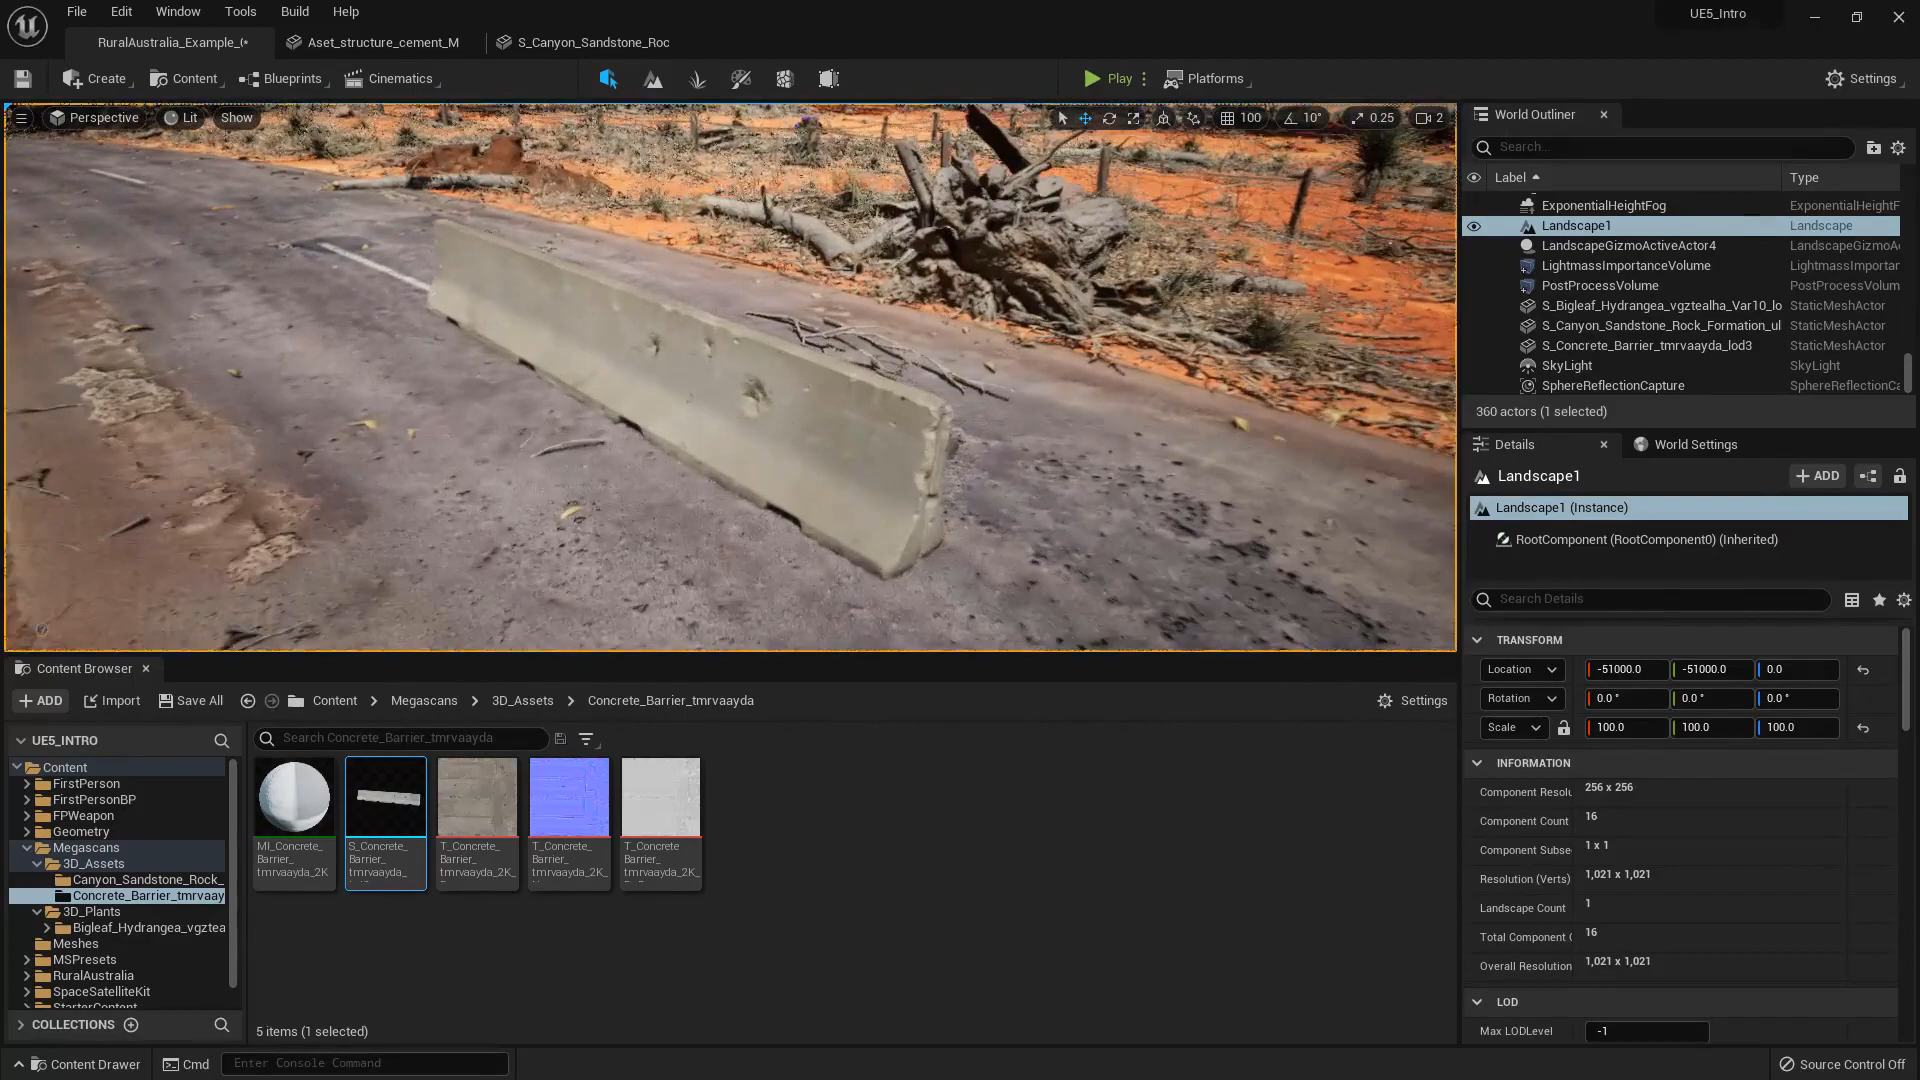 File Edit Window Tools Build Help
UE5_Intro
RuralAustralia_Example_(•
Aset_structure_cement_M
S_Canyon_Sandstone_Roc
Create
Content
Blueprints
Cinematics
Play
Platforms
Settings
Perspective
Lit
Show
100
10°
0.25
2
World Outliner
Search...
Label
Type
ExponentialHeightFog ExponentialHeightF
Landscape1 Landscape
LandscapeGizmoActiveActor4 LandscapeGizmoA
LightmassImportanceVolume LightmassImportar
PostProcessVolume PostProcessVolum
S_Bigleaf_Hydrangea_vgztealha_Var10_lo StaticMeshActor
S_Canyon_Sandstone_Rock_Formation_ul StaticMeshActor
S_Concrete_Barrier_tmrvaayda_lod3 StaticMeshActor
SkyLight SkyLight
SphereReflectionCapture SphereReflectionCa
360 actors (1 selected)
Details
World Settings
Landscape1
ADD
Landscape1 (Instance)
RootComponent (RootComponent0) (Inherited)
Search Details
TRANSFORM
Location -51000.0 -51000.0 0.0
Rotation 0.0 ° 0.0 ° 0.0 °
Scale 100.0 100.0 100.0
INFORMATION
Component Resolu 256 x 256
Component Count 16
Component Subse 1 x 1
Resolution (Verts) 1,021 x 1,021
Landscape Count 1
Total Component ( 16
Overall Resolution 1,021 x 1,021
LOD
Max LODLevel -1
Content Browser
ADD
Import
Save All
Content
Megascans
3D_Assets
Concrete_Barrier_tmrvaayda
Settings
UE5_INTRO
Search Concrete_Barrier_tmrvaayda
Content
FirstPerson
FirstPersonBP
FPWeapon
Geometry
Megascans
3D_Assets
Canyon_Sandstone_Rock_
Concrete_Barrier_tmrvaay
3D_Plants
Bigleaf_Hydrangea_vgztea
Meshes
MSPresets
RuralAustralia
SpaceSatelliteKit
StarterContent
COLLECTIONS
MI_Concrete_
Barrier_
tmrvaayda_2K
S_Concrete_
Barrier_
tmrvaayda_
T_Concrete_
Barrier_
tmrvaayda_2K_
T_Concrete_
Barrier_
tmrvaayda_2K_
T_Concrete
Barrier_
tmrvaayda_2K_
5 items (1 selected)
Content Drawer
Cmd
Enter Console Command
Source Control Off